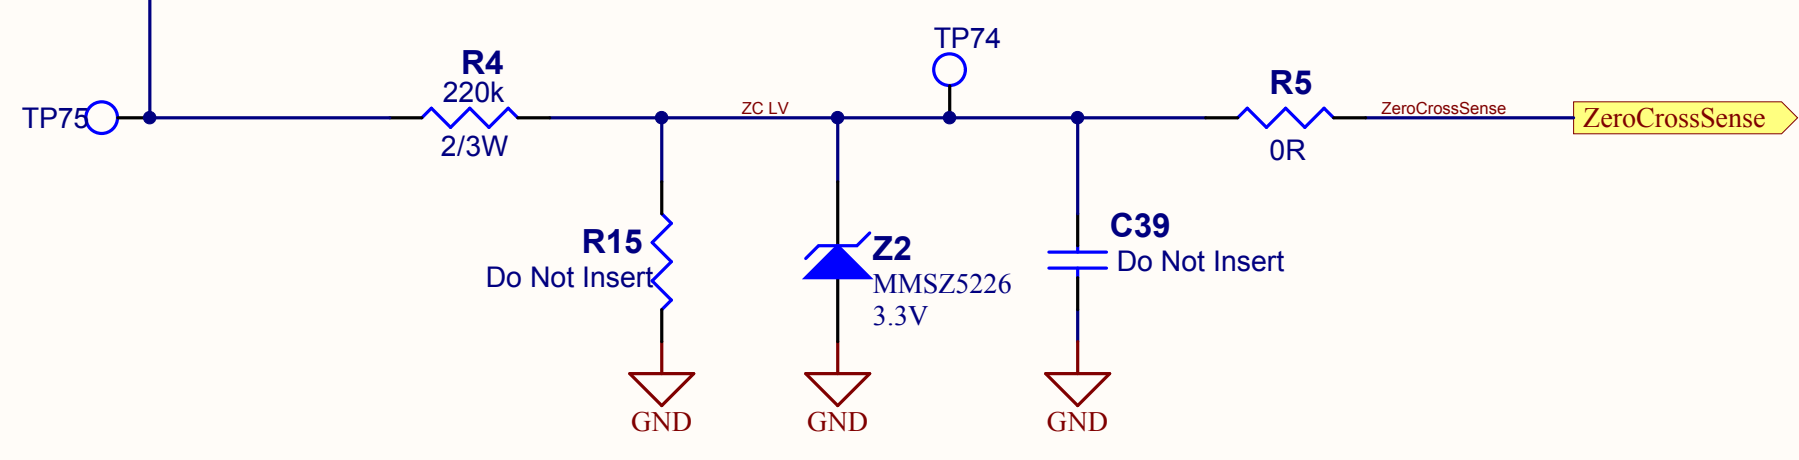 TP74
R4
220k
R5
TP75
ZC LV
ZeroCrossSense
ZeroCrossSense
2/3W
0R
R15
Do Not Insert
Z2
MMSZ5226
3.3V
C39
Do Not Insert
GND
GND
GND